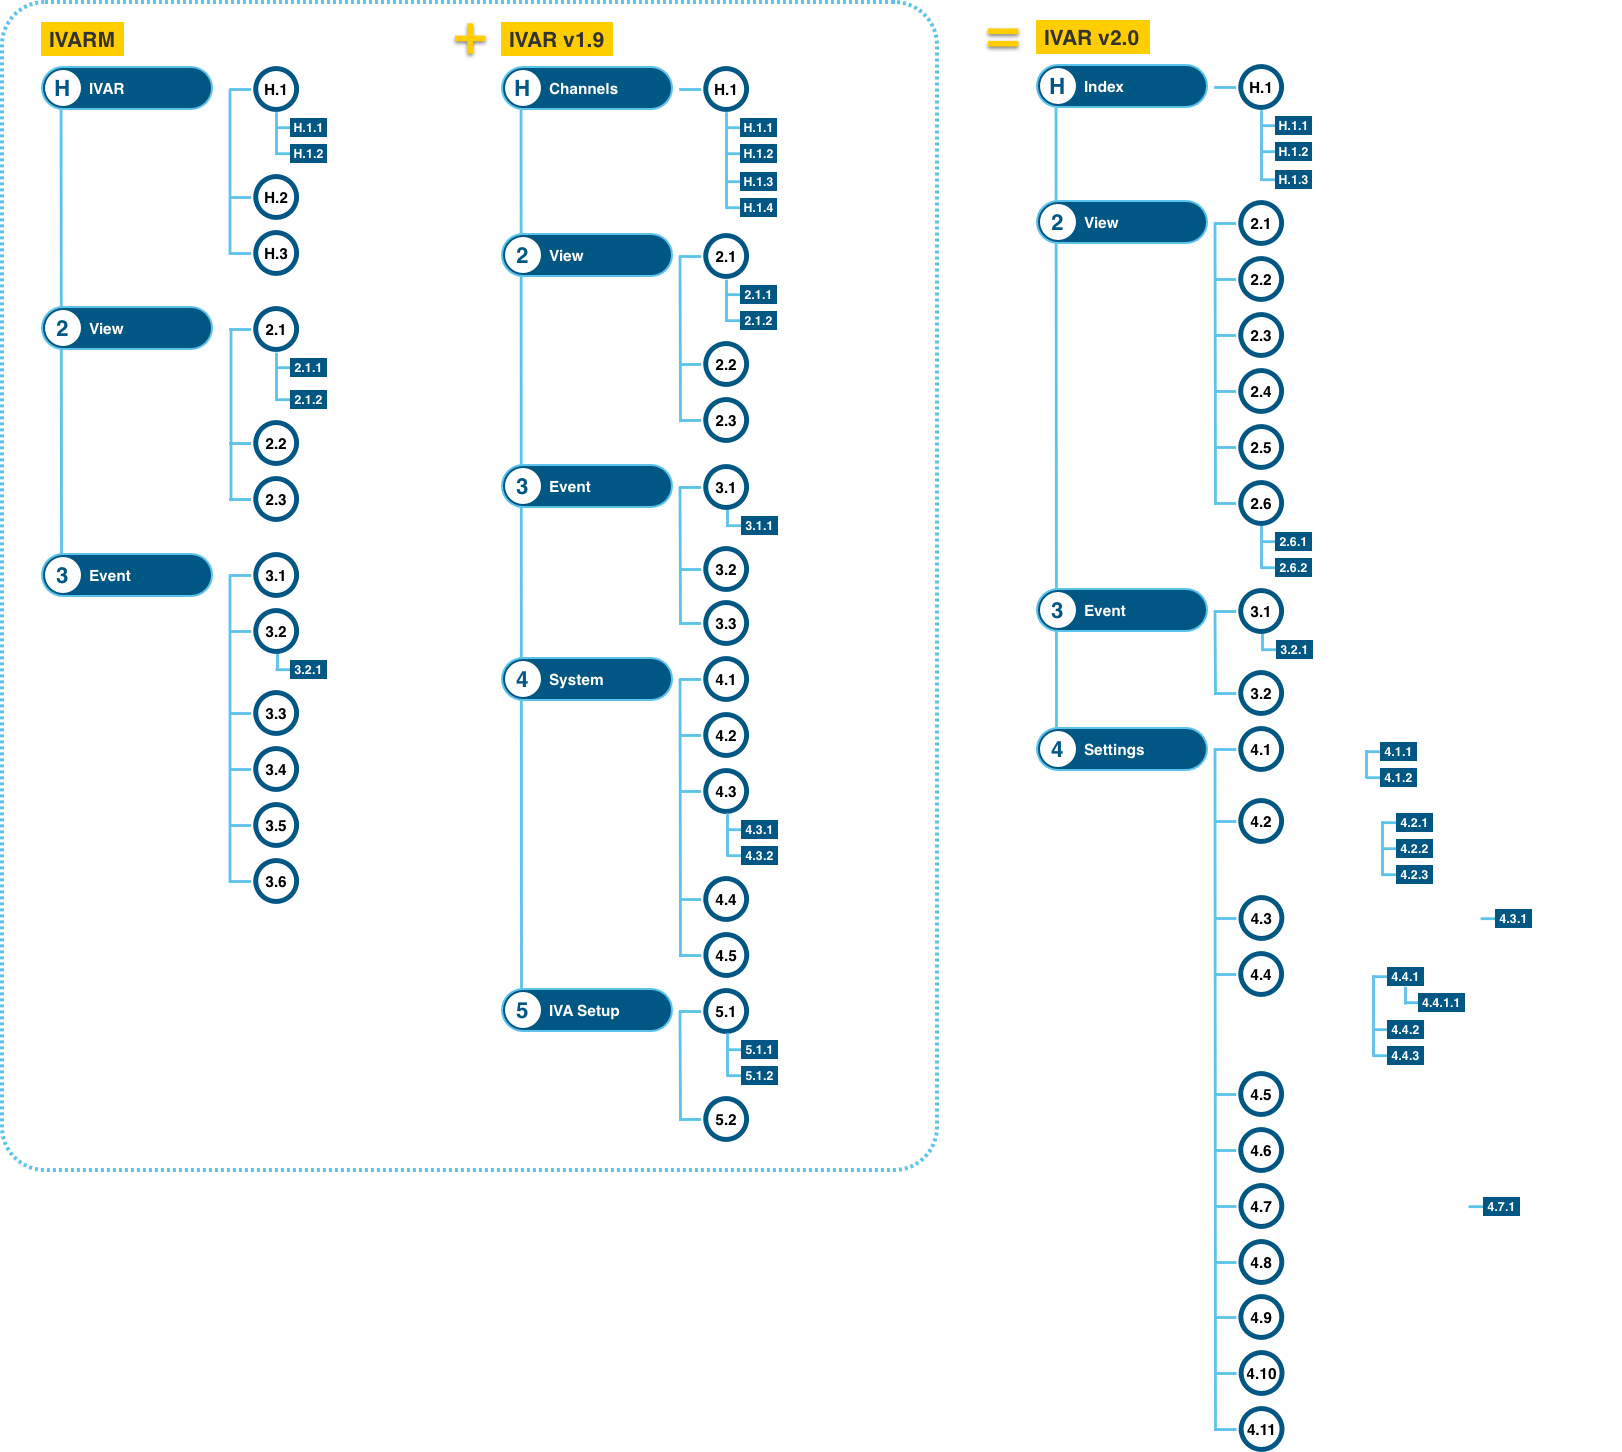 IVARM
H IVAR
H.1
H.1.1
H.1.2
H.2
H.3
2 View
2.1
2.1.1
2.1.2
2.2
2.3
3 Event
3.1
3.2
3.2.1
3.3
3.4
3.5
3.6
+ IVAR v1.9
H Channels
H.1
H.1.1
H.1.2
H.1.3
H.1.4
2 View
2.1
2.1.1
2.1.2
2.2
2.3
3 Event
3.1
3.1.1
3.2
3.3
4 System
4.1
4.2
4.3
4.3.1
4.3.2
4.4
4.5
5 IVA Setup
5.1
5.1.1
5.1.2
5.2
= IVAR v2.0
H Index
H.1
H.1.1
H.1.2
H.1.3
2 View
2.1
2.2
2.3
2.4
2.5
2.6
2.6.1
2.6.2
3 Event
3.1
3.2.1
3.2
4 Settings
4.1
4.1.1
4.1.2
4.2
4.2.1
4.2.2
4.2.3
4.3
4.3.1
4.4
4.4.1
4.4.1.1
4.4.2
4.4.3
4.5
4.6
4.7
4.7.1
4.8
4.9
4.10
4.11